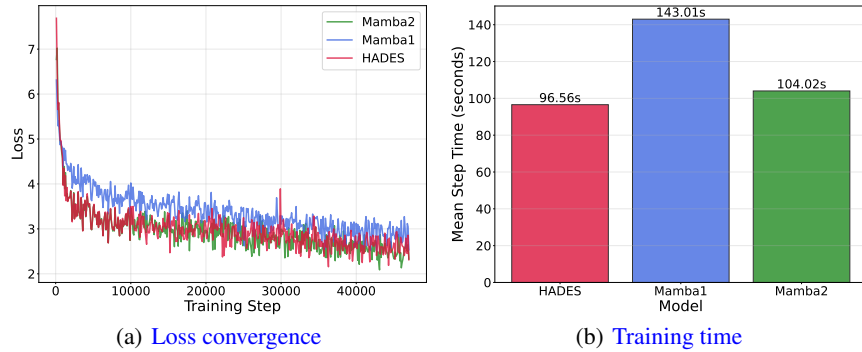 Mamba2
Mamba1
HADES
7
6
5
4
3
2
Loss
0
10000
20000
30000
40000
Training Step
(a) Loss convergence
143.01s
104.02s
96.56s
140
120
100
80
60
40
20
0
Mean Step Time (seconds)
HADES
Mamba1
Mamba2
Model
(b) Training time